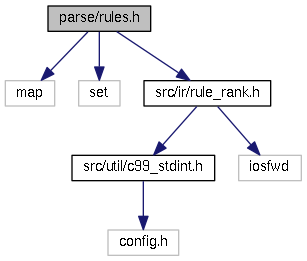 parse/rules.h
map
set
src/ir/rule_rank.h
src/util/c99_stdint.h
iosfwd
config.h